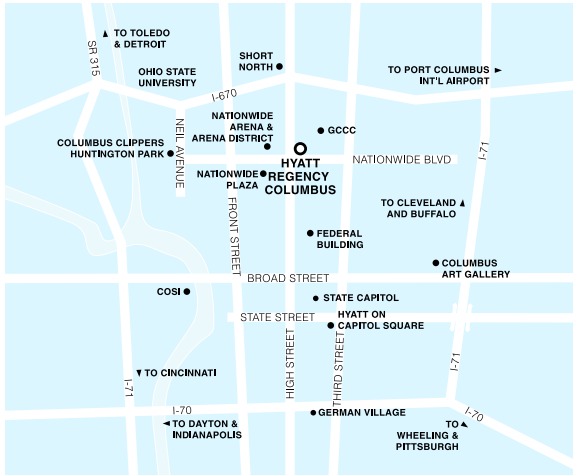 SR 315
TO TOLEDO
& DETROIT
OHIO STATE
UNIVERSITY
SHORT
NORTH
TO PORT COLUMBUS
INT'L AIRPORT
I-670
NATIONWIDE
ARENA &
ARENA DISTRICT
GCCC
COLUMBUS CLIPPERS
HUNTINGTON PARK
NEIL AVENUE
HYATT
REGENCY
COLUMBUS
NATIONWIDE BLVD
I-71
NATIONWIDE
PLAZA
FRONT STREET
TO CLEVELAND
AND BUFFALO
FEDERAL
BUILDING
COLUMBUS
ART GALLERY
BROAD STREET
COSI
STATE CAPITOL
STATE STREET
HYATT ON
CAPITOL SQUARE
HIGH STREET
THIRD STREET
I-71
TO CINCINNATI
I-71
I-70
GERMAN VILLAGE
I-70
TO DAYTON &
INDIANAPOLIS
TO
WHEELING &
PITTSBURGH